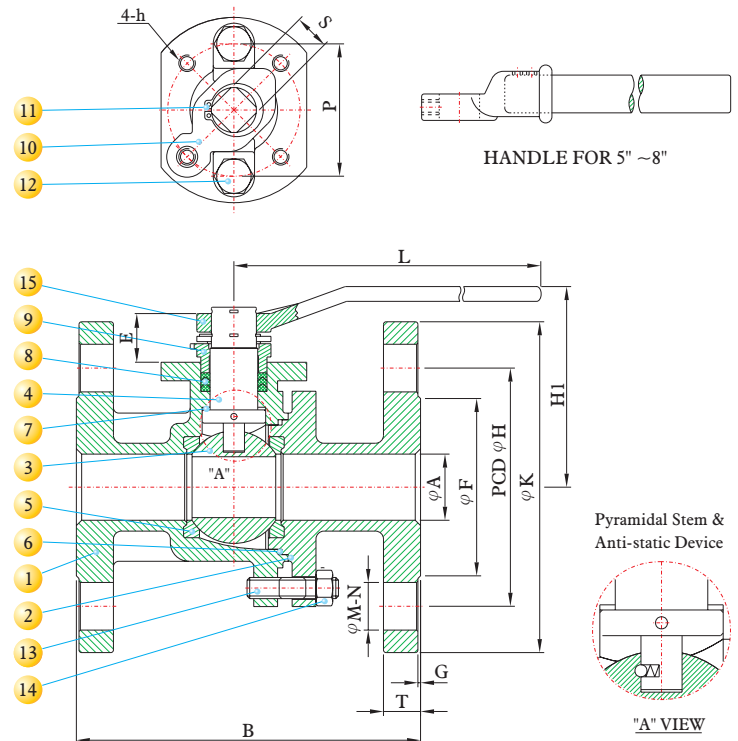 4-h
S
P
11
10
12
HANDLE FOR 5" ~8"
L
15
9
8
4
7
3
5
6
1
2
13
14
E
H1
"A"
φA
φF
PCD φH
φK
φM-N
G
T
B
Pyramidal Stem &
Anti-static Device
"A" VIEW